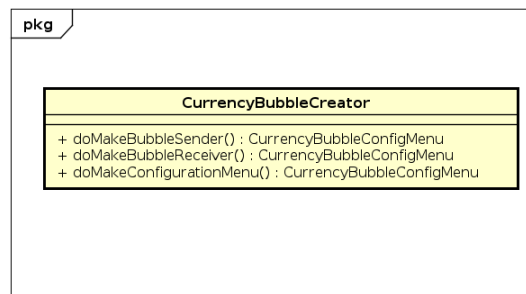 pkg
CurrencyBubbleCreator
+ doMakeBubbleSender() : CurrencyBubbleConfigMenu
+ doMakeBubbleReceiver() : CurrencyBubbleConfigMenu
+ doMakeConfigurationMenu() : CurrencyBubbleConfigMenu